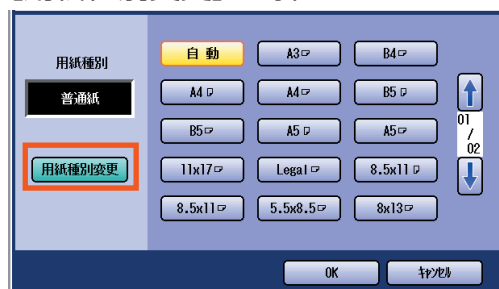 用紙種別
普通紙
用紙種別変更
自動 A3 B4
A4 A4 B5
B5 A5 A5
11x17 Legal 8.5x11
8.5x11 5.5x8.5 8x13
01
/
02
OK キャンセル